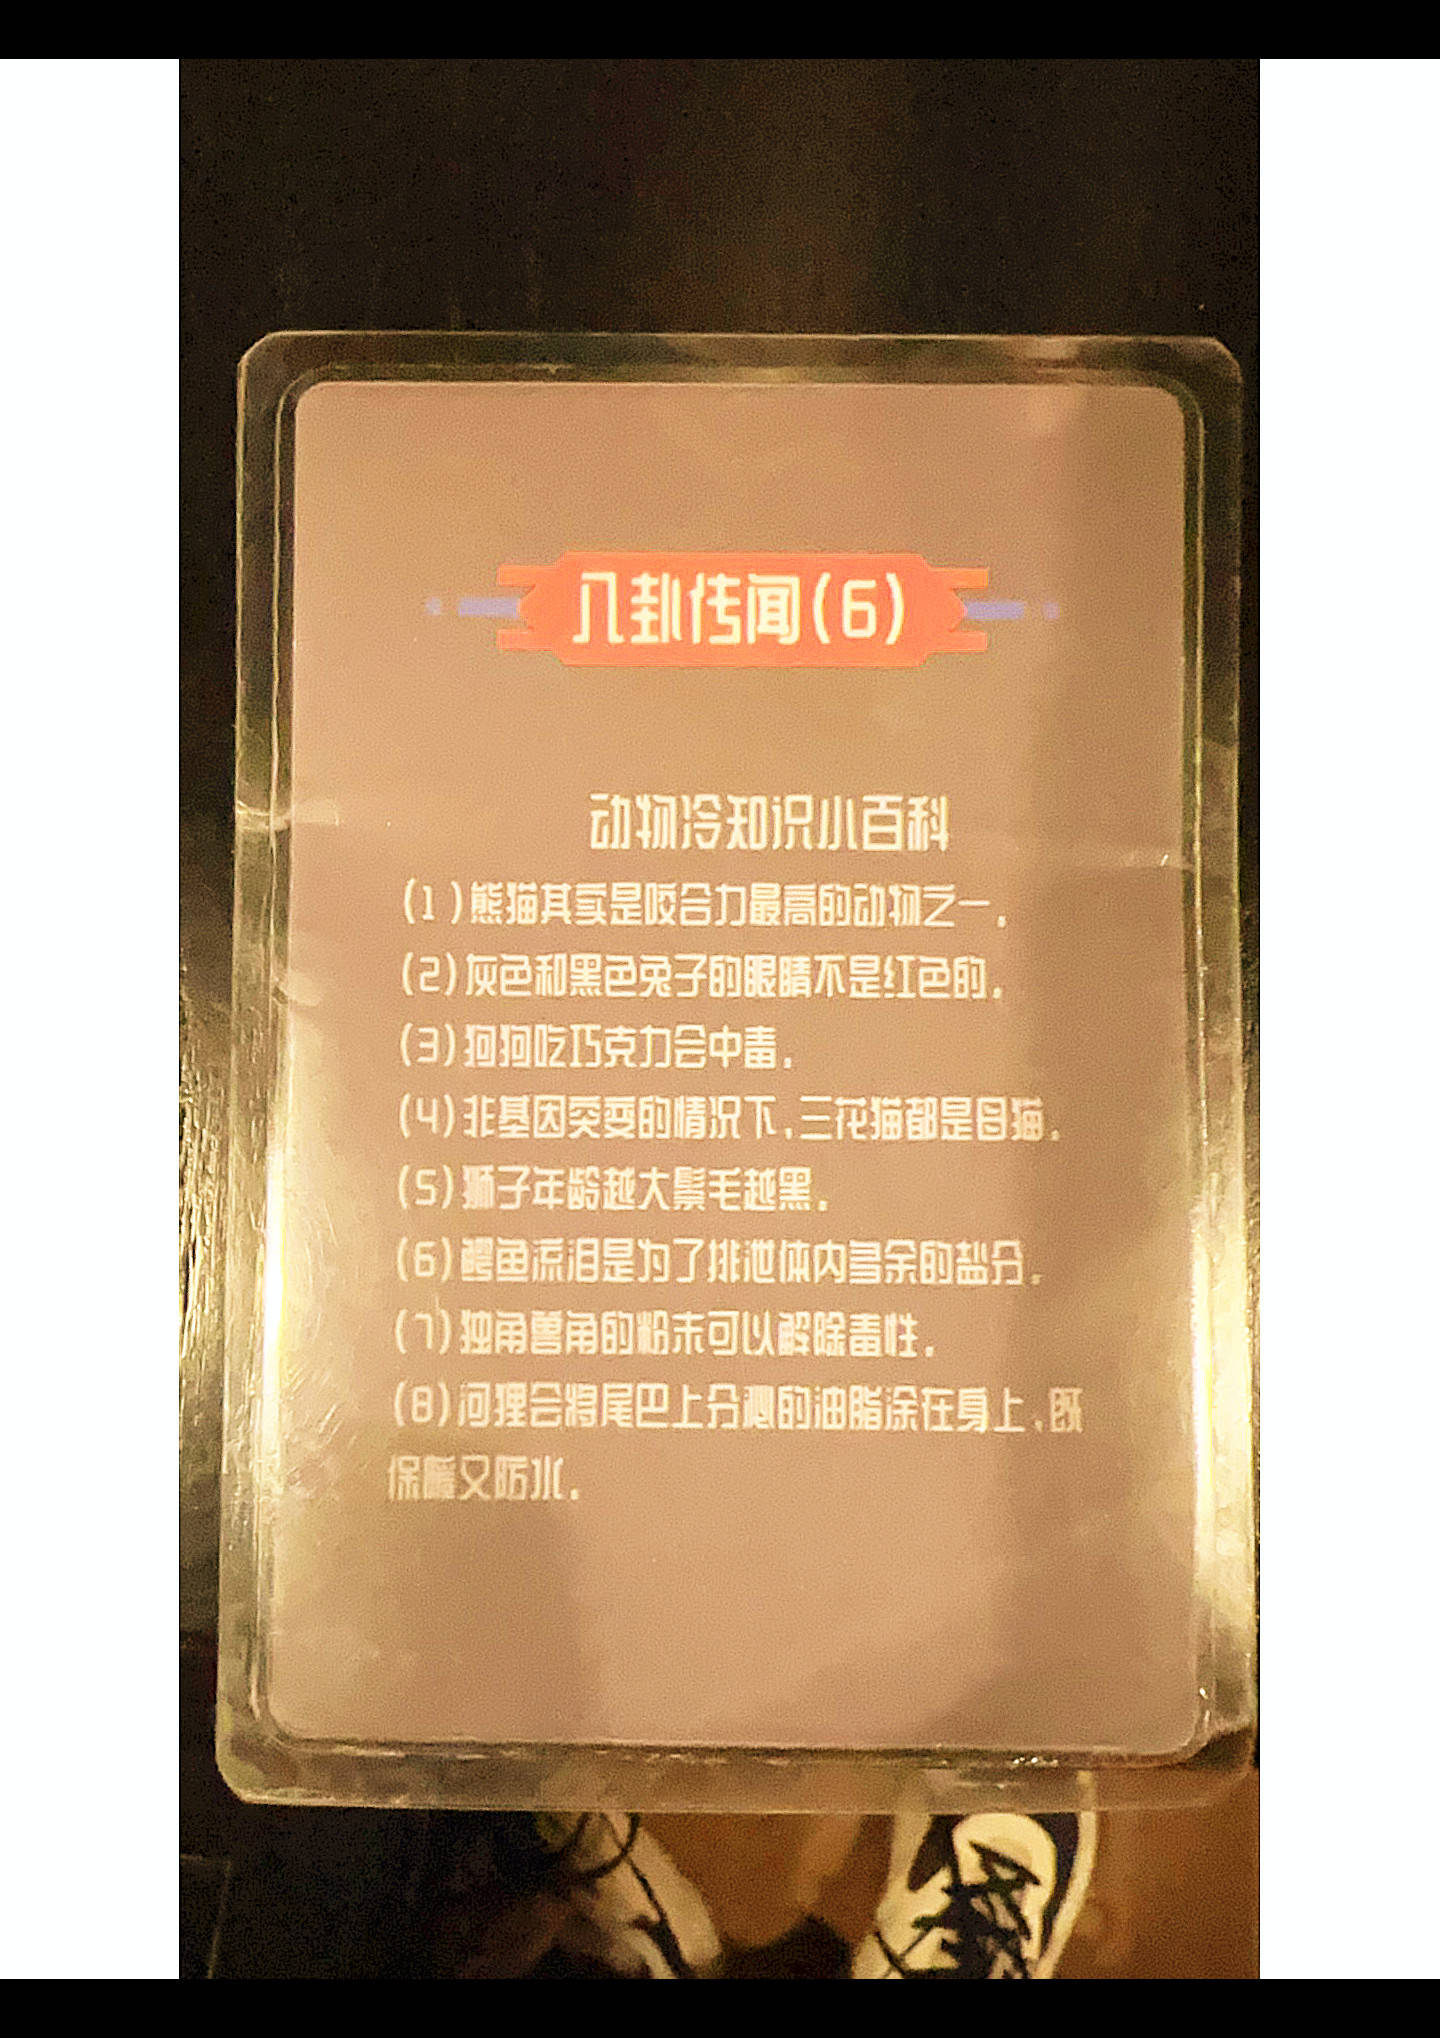 八卦传闻(6)
动物冷知识小百科
(1)熊猫其实是咬合力最高的动物之一。
(2)灰色和黑色兔子的眼睛不是红色的。
(3)狗狗吃巧克力会中毒。
(4)非基因突变的情况下,三花猫都是母猫。
(5)狮子年龄越大鬃毛越黑。
(6)鳄鱼流泪是为了排泄体内多余的盐分。
(7)独角兽角的粉末可以解除毒性。
(8)河狸会将尾巴上分泌的油脂涂在身上,既
保暖又防水。